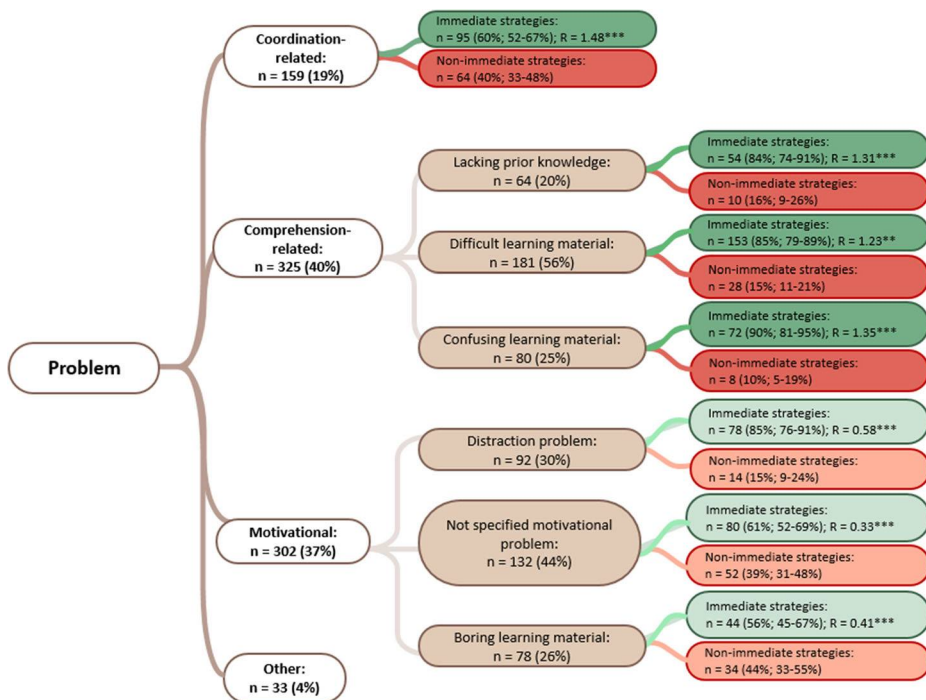 Problem
Coordination-
related:
n = 159 (19%)
Immediate strategies:
n = 95 (60%; 52-67%); R = 1.48***
Non-immediate strategies:
n = 64 (40%; 33-48%)
Comprehension-
related:
n = 325 (40%)
Lacking prior knowledge:
n = 64 (20%)
Immediate strategies:
n = 54 (84%; 74-91%); R = 1.31***
Non-immediate strategies:
n = 10 (16%; 9-26%)
Difficult learning material:
n = 181 (56%)
Immediate strategies:
n = 153 (85%; 79-89%); R = 1.23**
Non-immediate strategies:
n = 28 (15%; 11-21%)
Confusing learning material:
n = 80 (25%)
Immediate strategies:
n = 72 (90%; 81-95%); R = 1.35***
Non-immediate strategies:
n = 8 (10%; 5-19%)
Motivational:
n = 302 (37%)
Distraction problem:
n = 92 (30%)
Immediate strategies:
n = 78 (85%; 76-91%); R = 0.58***
Non-immediate strategies:
n = 14 (15%; 9-24%)
Not specified motivational
problem:
n = 132 (44%)
Immediate strategies:
n = 80 (61%; 52-69%); R = 0.33***
Non-immediate strategies:
n = 52 (39%; 31-48%)
Boring learning material:
n = 78 (26%)
Immediate strategies:
n = 44 (56%; 45-67%); R = 0.41***
Non-immediate strategies:
n = 34 (44%; 33-55%)
Other:
n = 33 (4%)